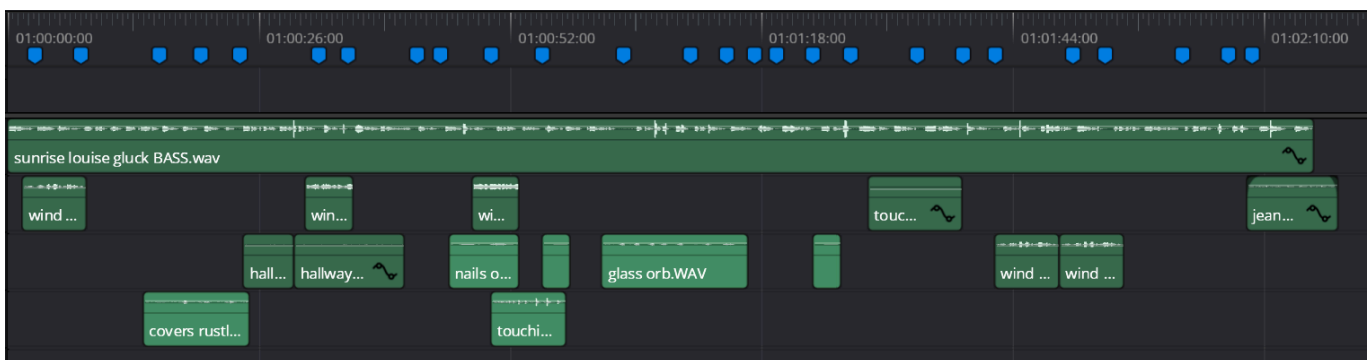 01:00:00:00 01:00:26:00 01:00:52:00 01:01:18:00 01:01:44:00 01:02:10:00
sunrise louise gluck BASS.wav
wind ... win... wi... touc... jean...
hall... hallway... nails o... glass orb.WAV wind ... wind ...
covers rustl... touchi...